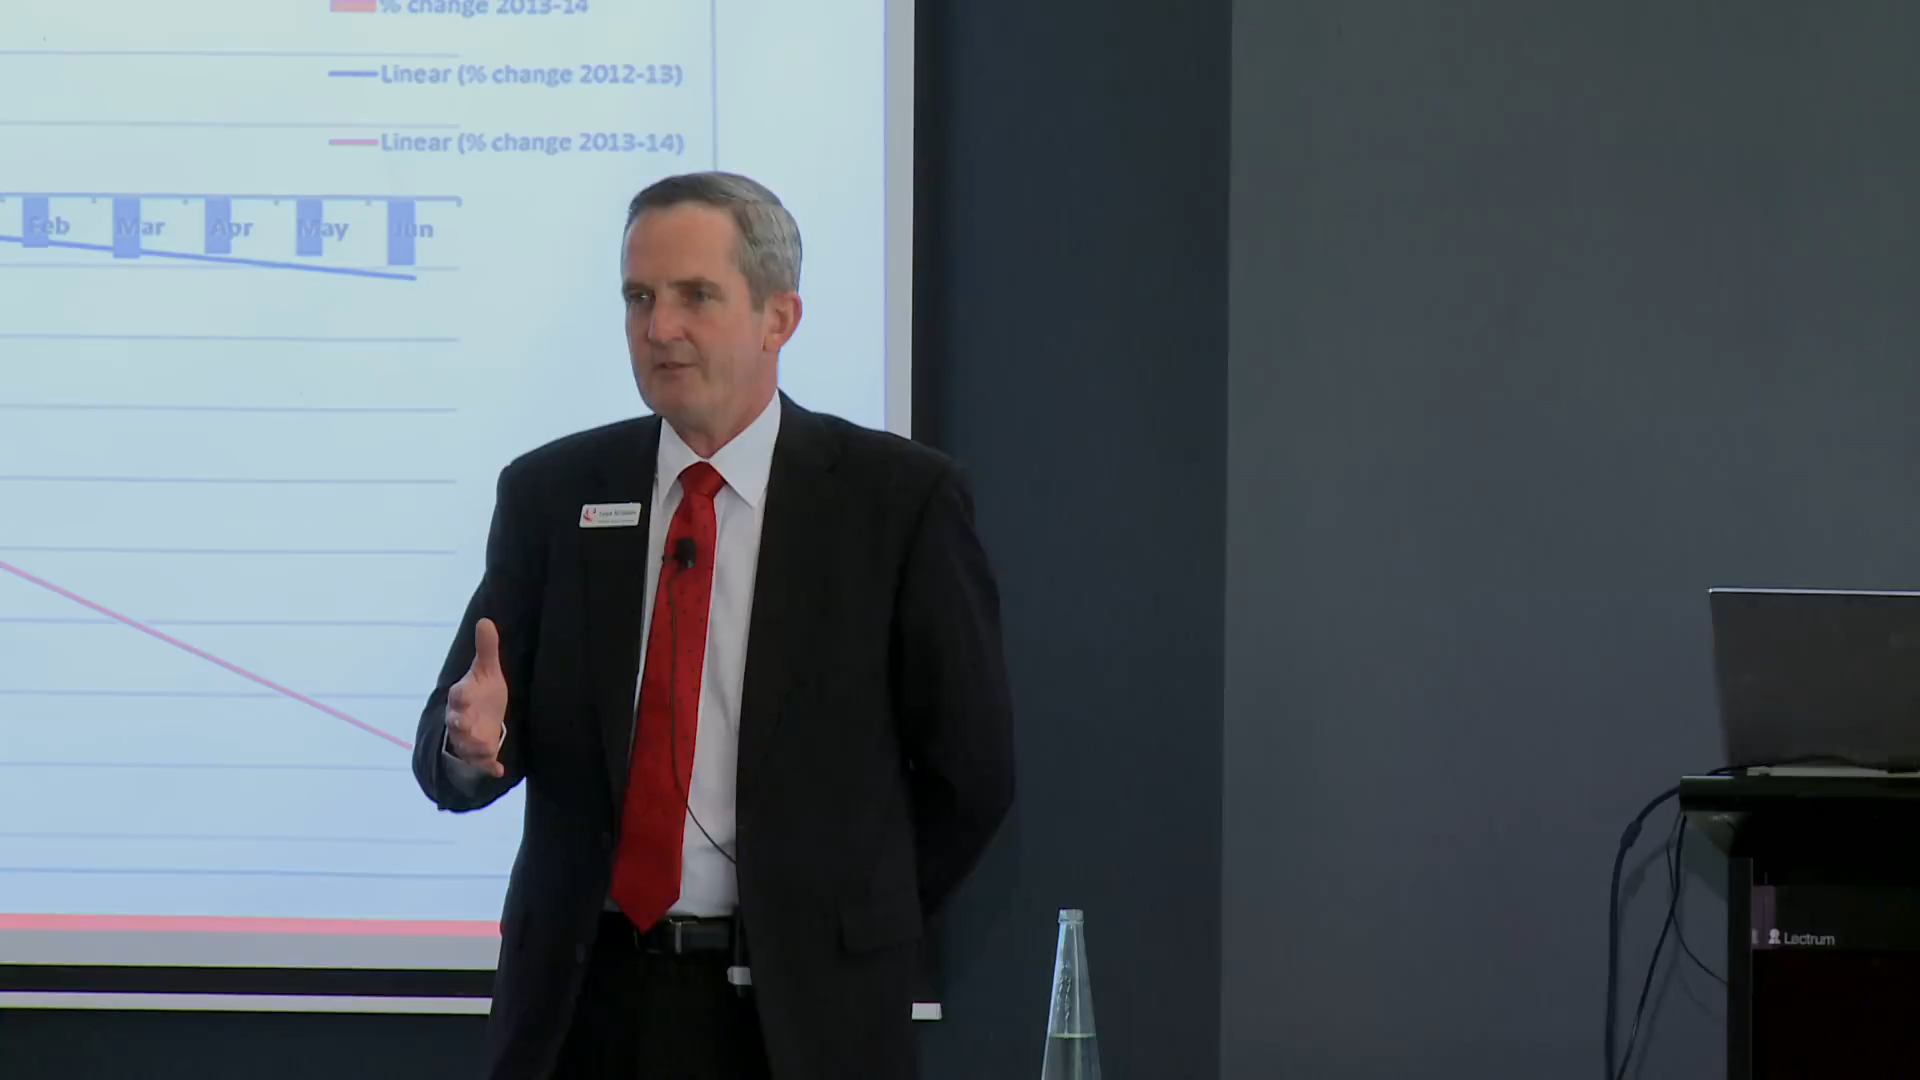 % change 2013-14
Linear (% change 2012-13)
Linear (% change 2013-14)
Feb Mar Apr May Jun
Lectrum